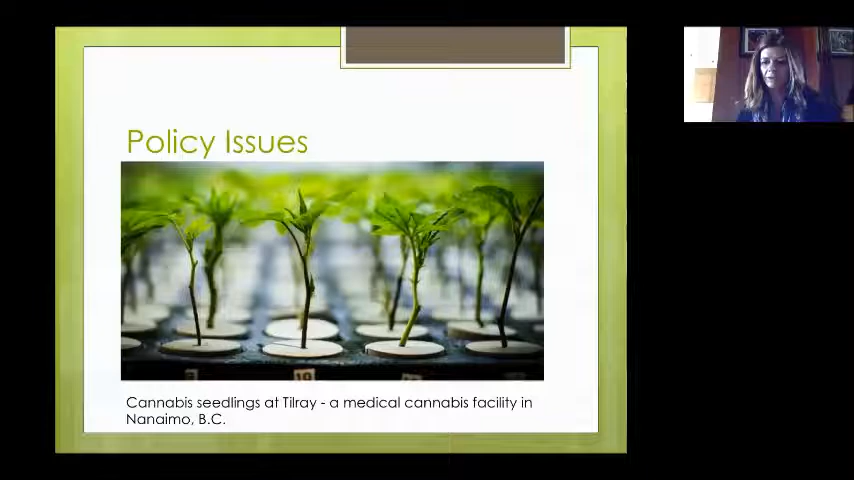 Policy Issues
Cannabis seedlings at Tilray - a medical cannabis facility in
Nanaimo, B.C.